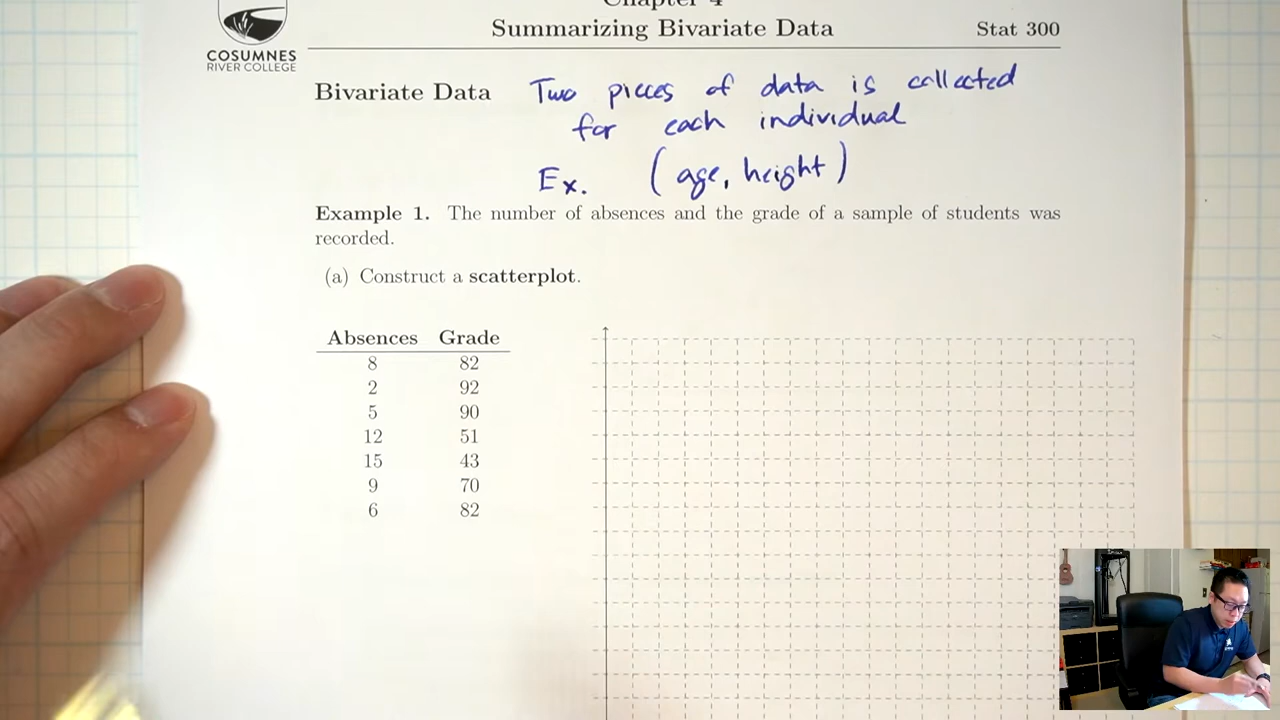 Chapter 4
Summarizing Bivariate Data
Stat 300
COSUMNES
RIVER COLLEGE
Bivariate Data
Two pieces of data is collected
for each individual
Ex. (age, height)
Example 1. The number of absences and the grade of a sample of students was
recorded.
(a) Construct a scatterplot.
Absences Grade
8 82
2 92
5 90
12 51
15 43
9 70
6 82